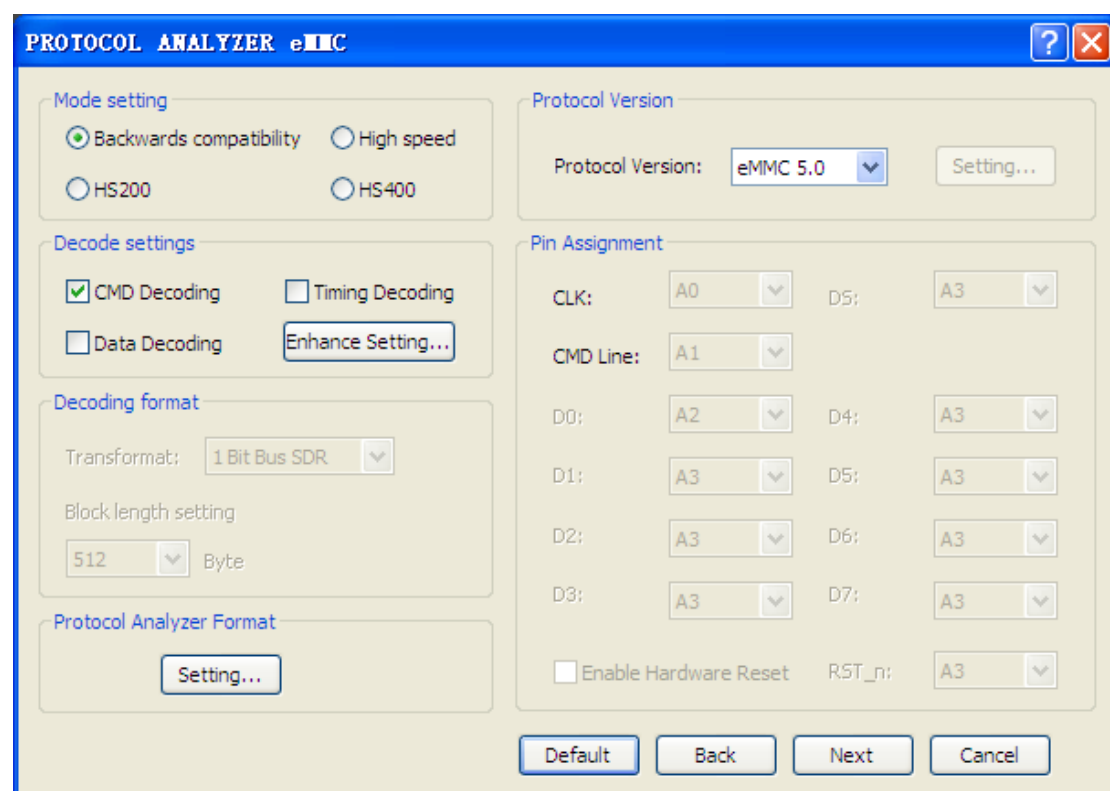 PROTOCOL ANALYZER eMMC
Mode setting
Backwards compatibility High speed
HS200 HS400
Decode settings
CMD Decoding Timing Decoding
Data Decoding Enhance Setting...
Decoding format
Transformat: 1 Bit Bus SDR
Block length setting
512 Byte
Protocol Analyzer Format
Setting...
Protocol Version
Protocol Version: eMMC 5.0 Setting...
Pin Assignment
CLK: A0 DS: A3
CMD Line: A1
D0: A2 D4: A3
D1: A3 D5: A3
D2: A3 D6: A3
D3: A3 D7: A3
Enable Hardware Reset RST_n: A3
Default Back Next Cancel